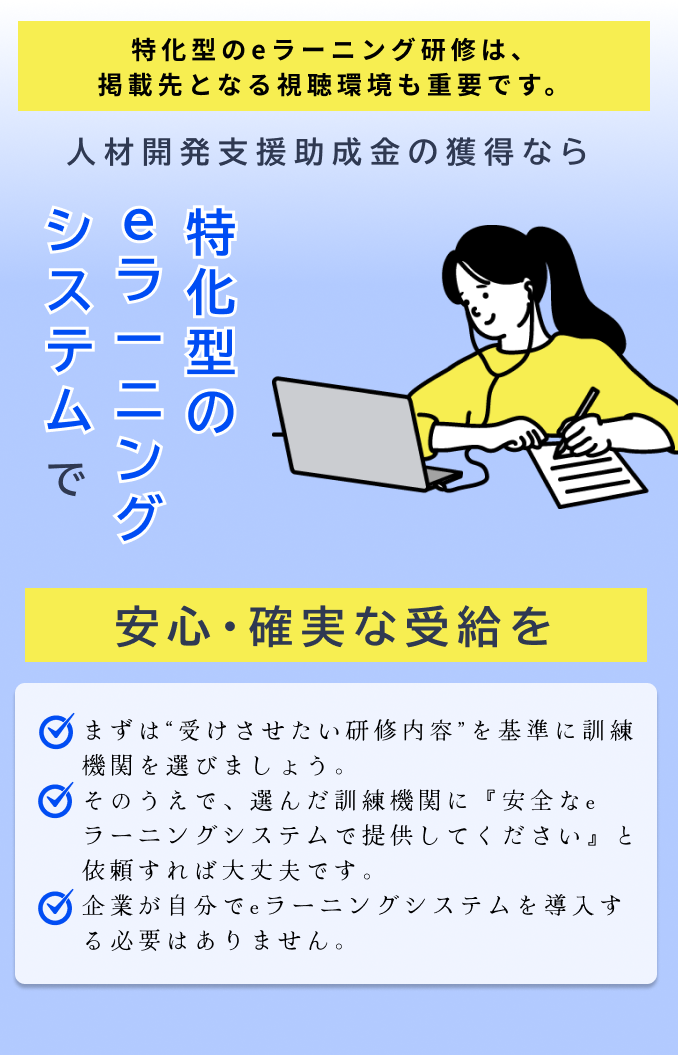 特化型のeラーニング研修は、
掲載先となる視聴環境も重要です。
人材開発支援助成金の獲得なら
特化型の
eラーニング
システムで
安心・確実な受給を
まずは“受けさせたい研修内容”を基準に訓練
機関を選びましょう。
そのうえで、選んだ訓練機関に『安全なe
ラーニングシステムで提供してください』と
依頼すれば大丈夫です。
企業が自分でeラーニングシステムを導入す
る必要はありません。